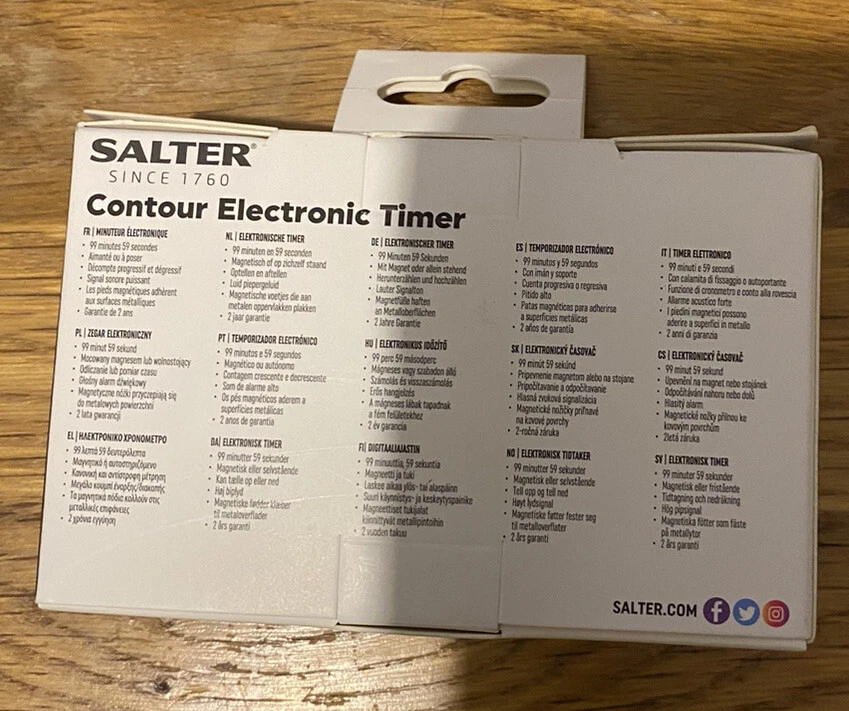 SALTER®
SINCE 1760
Contour Electronic Timer
FR | MINUTEUR ÉLECTRONIQUE
• 99 minutes 59 secondes
• Aimanté ou à poser
• Décompte progressif et dégressif
• Signal sonore puissant
• Les pieds magnétiques adhèrent
aux surfaces métalliques
• Garantie de 2 ans
NL | ELEKTRONISCHE TIMER
• 99 minuten en 59 seconden
• Magnetisch of op zichzelf staand
• Optellen en aftellen
• Luid piepergeluid
• Magnetische voetjes die aan
metalen oppervlakken plakken
• 2 jaar garantie
DE | ELEKTRONISCHER TIMER
• 99 Minuten 59 Sekunden
• Mit Magnet oder allein stehend
• Herunterzählen und hochzählen
• Lauter Signalton
• Magnetfüße haften
an Metalloberflächen
• 2 Jahre Garantie
ES | TEMPORIZADOR ELECTRÓNICO
• 99 minutos y 59 segundos
• Con imán y soporte
• Cuenta progresiva o regresiva
• Pitido alto
• Patas magnéticas para adherirse
a superficies metálicas
• 2 años de garantía
IT | TIMER ELETTRONICO
• 99 minuti e 59 secondi
• Con calamita di fissaggio o autoportante
• Funzione di cronometro e conto alla rovescia
• Allarme acustico forte
• I piedini magnetici possono
aderire a superfici in metallo
• 2 anni di garanzia
PL | ZEGAR ELEKTRONICZNY
• 99 minut 59 sekund
• Mocowany magnesem lub wolnostojący
• Odliczanie lub pomiar czasu
• Głośny alarm dźwiękowy
• Magnetyczne nóżki przyczepiają się
do metalowych powierzchni
• 2 lata gwarancji
PT | TEMPORIZADOR ELECTRÓNICO
• 99 minutos e 59 segundos
• Magnético ou autónomo
• Contagem crescente e decrescente
• Som de alarme alto
• Os pés magnéticos aderem a
superfícies metálicas
• 2 anos de garantia
HU | ELEKTRONIKUS IDŐZÍTŐ
• 99 perc 59 másodperc
• Mágneses vagy szabadon álló
• Számolás és visszaszámolás
• Erős hangjelzés
• A mágneses lábak tapadnak
a fém felületekhez
• 2 év garancia
SK | ELEKTRONICKÝ ČASOVAČ
• 99 minút 59 sekúnd
• Pripevnenie magnetom alebo na stojane
• Pripočítavanie a odpočítavanie
• Hlasná zvuková signalizácia
• Magnetické nožičky priľnavé
na kovové povrchy
• 2-ročná záruka
CS | ELEKTRONICKÝ ČASOVAČ
• 99 minut 59 sekund
• Upevnění na magnet nebo stojánek
• Odpočítávání nahoru nebo dolů
• Hlasitý alarm
• Magnetické nožky přilnou ke
kovovým povrchům
• 2letá záruka
EL | ΗΛΕΚΤΡΟΝΙΚΟ ΧΡΟΝΟΜΕΤΡΟ
• 99 λεπτά 59 δευτερόλεπτα
• Μαγνητικό ή αυτοστηριζόμενο
• Κανονική και αντίστροφη μέτρηση
• Μεγάλο κουμπί έναρξης/διακοπής
• Τα μαγνητικά πόδια κολλούν στις
μεταλλικές επιφάνειες
• 2 χρόνια εγγύηση
DA| ELEKTRONISK TIMER
• 99 minutter 59 sekunder
• Magnetisk eller selvstående
• Kan tælle op eller ned
• Høj biplyd
• Magnetiske fødder klæber
til metaloverflader
• 2 års garanti
FI| DIGITAALIAJASTIN
• 99 minuuttia, 59 sekuntia
• Magneetti ja tuki
• Laskee aikaa ylös- tai alaspäinn
• Suuri käynnistys- ja keskeytyspainike
• Magneettiset tukijalat
kiinnittyvät metallipintoihin
• 2 vuoden takuu
NO | ELEKTRONISK TIDTAKER
• 99 minutter 59 sekunder
• Magnetisk eller selvstående
• Tell opp og tell ned
• Høyt lydsignal
• Magnetiske føtter fester seg
til metalloverflater
• 2 års garanti
SV | ELEKTRONISK TIMER
• 99 minuter 59 sekunder
• Magnetisk eller fristående
• Tidtagning och nedräkning
• Hög pipsignal
• Magnetiska fötter som fäste
på metallytor
• 2 års garanti
SALTER.COM